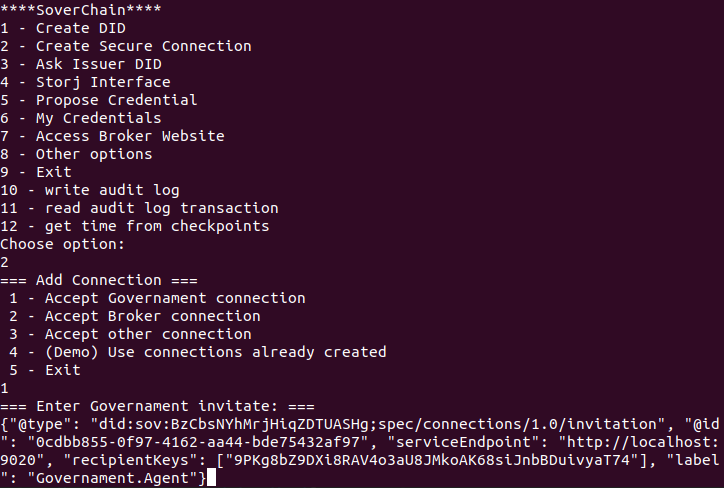 ****SoverChain****
1 - Create DID
2 - Create Secure Connection
3 - Ask Issuer DID
4 - Storj Interface
5 - Propose Credential
6 - My Credentials
7 - Access Broker Website
8 - Other options
9 - Exit
10 - write audit log
11 - read audit log transaction
12 - get time from checkpoints
Choose option:
2
=== Add Connection ===
 1 - Accept Governament connection
 2 - Accept Broker connection
 3 - Accept other connection
 4 - (Demo) Use connections already created
 5 - Exit
1
=== Enter Governament invitate: ===
{"@type": "did:sov:BzCbsNYhMrjHiqZDTUASHg;spec/connections/1.0/invitation", "@id
": "0cdbb855-0f97-4162-aa44-bde75432af97", "serviceEndpoint": "http://localhost:
9020", "recipientKeys": ["9PKg8bZ9DXi8RAV4o3aU8JMkoAK68siJnbBDuivyaT74"], "label
": "Governament.Agent"}